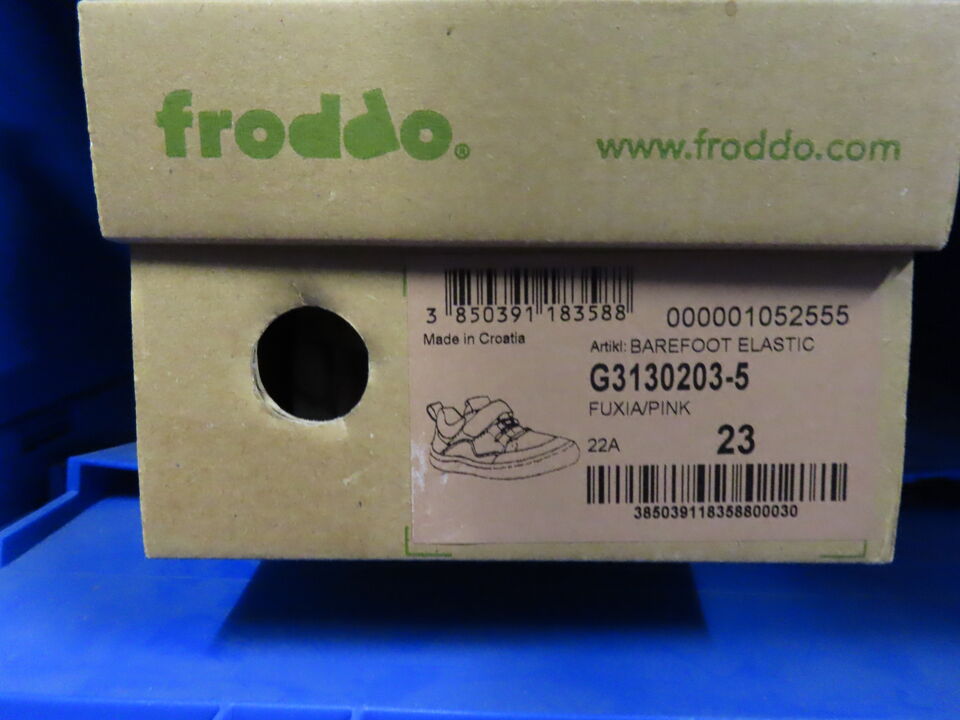 froddo®
www.froddo.com
3 850391 183588
000001052555
Made in Croatia
Artikl: BAREFOOT ELASTIC
G3130203-5
FUXIA/PINK
22A 23
385039118358800030